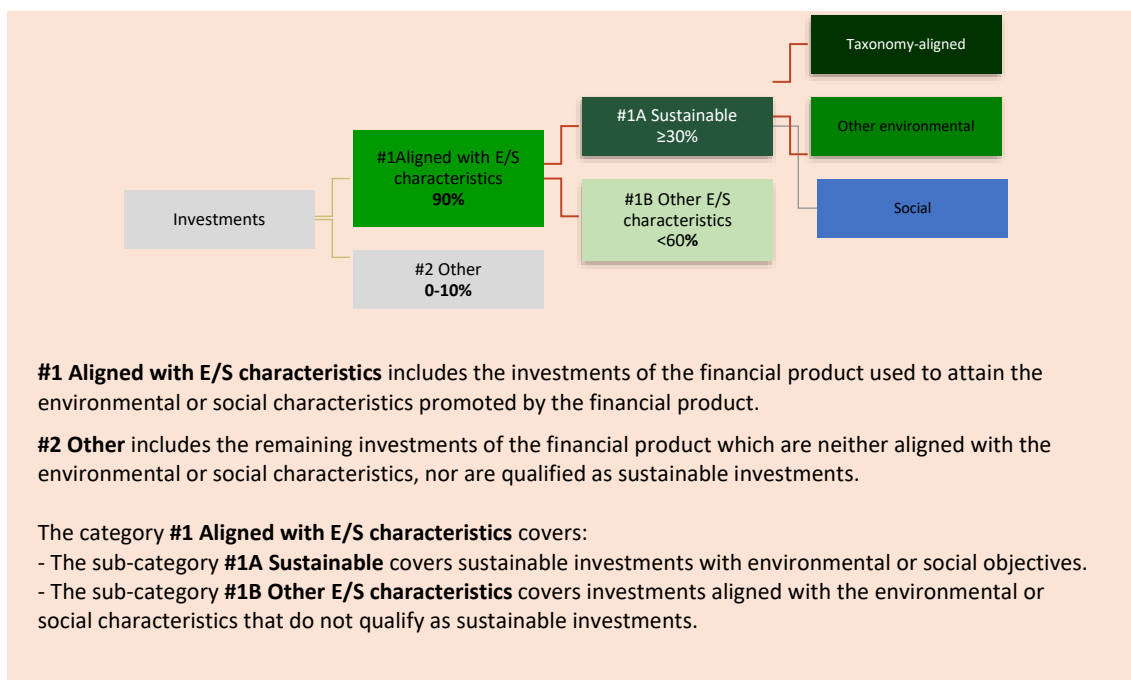 Taxonomy-aligned
#1A Sustainable
≥30%
Other environmental
#1Aligned with E/S
characteristics
90%
#1B Other E/S
characteristics
<60%
Social
Investments
#2 Other
0-10%
#1 Aligned with E/S characteristics includes the investments of the financial product used to attain the
environmental or social characteristics promoted by the financial product.
#2 Other includes the remaining investments of the financial product which are neither aligned with the
environmental or social characteristics, nor are qualified as sustainable investments.
The category #1 Aligned with E/S characteristics covers:
- The sub-category #1A Sustainable covers sustainable investments with environmental or social objectives.
- The sub-category #1B Other E/S characteristics covers investments aligned with the environmental or
social characteristics that do not qualify as sustainable investments.